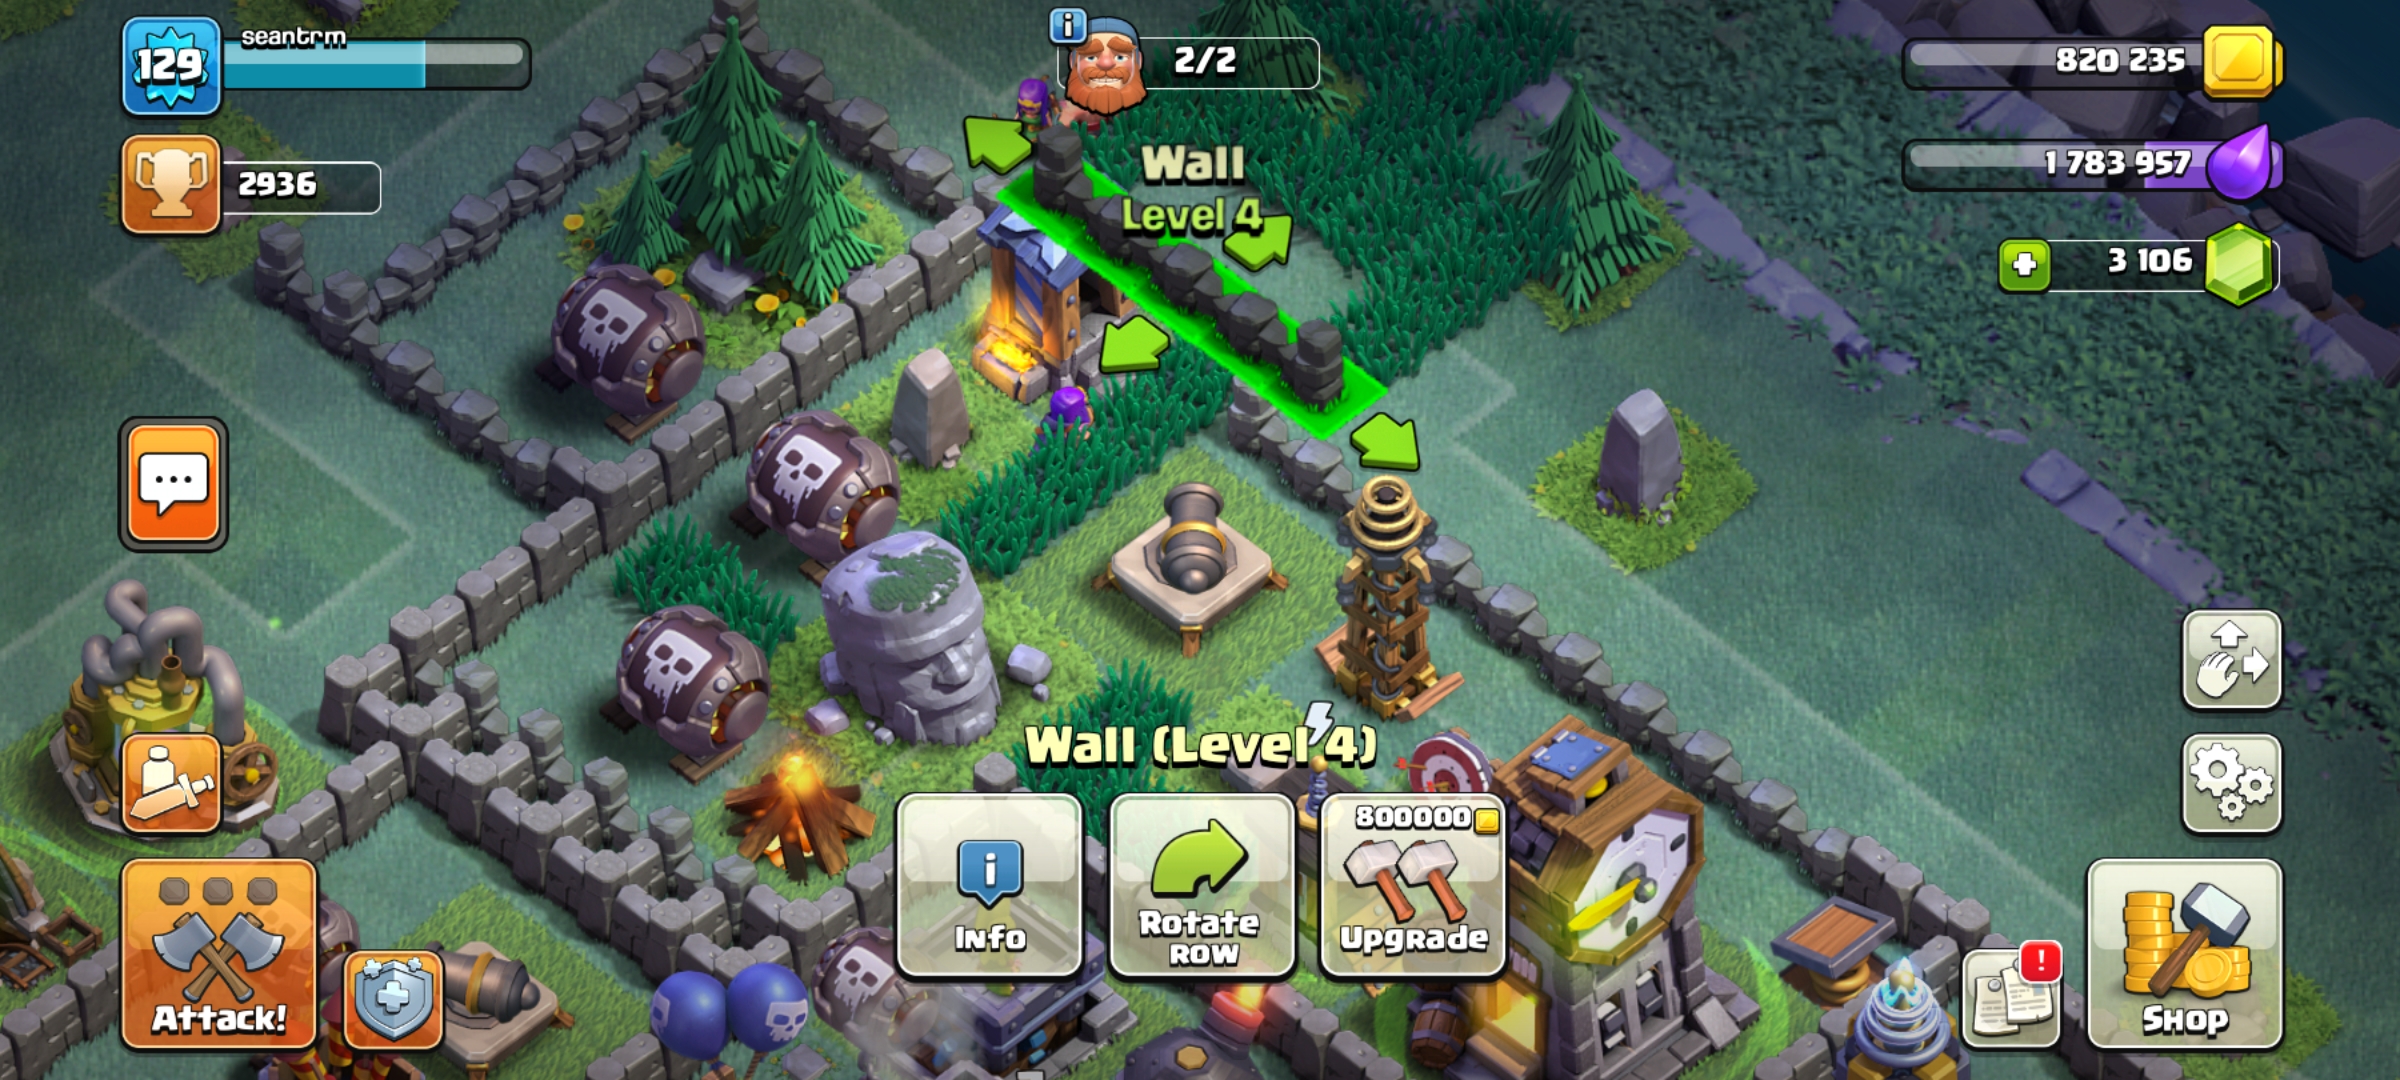 129
seantrm
2936
i
2/2
820 235
1 783 957
3 106
Wall
Level 4
Wall (Level 4)
i
Info
Rotate
Row
800000
Upgrade
Attack!
!
Shop